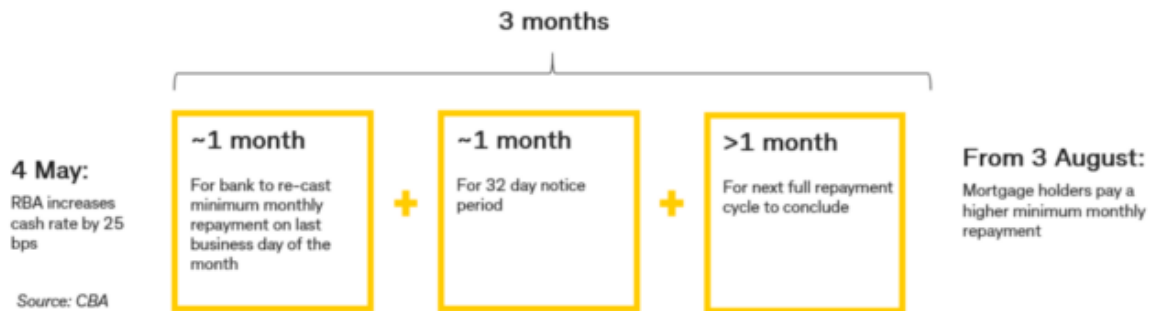 3 months
4 May:
RBA increases
cash rate by 25
bps
~1 month
For bank to re-cast
minimum monthly
repayment on last
business day of the
month
+
~1 month
For 32 day notice
period
+
>1 month
For next full repayment
cycle to conclude
From 3 August:
Mortgage holders pay a
higher minimum monthly
repayment
Source: CBA